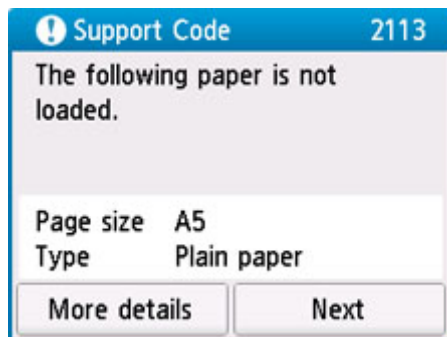 Support Code 2113
The following paper is not
loaded.
Page size A5
Type Plain paper
More details Next